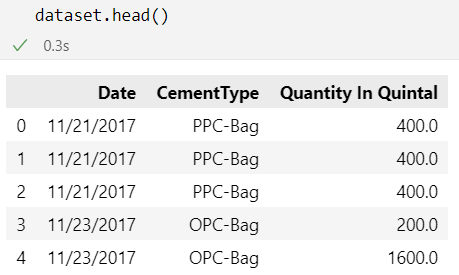 dataset.head()
0.3s
Date CementType Quantity In Quintal
0 11/21/2017 PPC-Bag 400.0
1 11/21/2017 PPC-Bag 400.0
2 11/21/2017 PPC-Bag 400.0
3 11/23/2017 OPC-Bag 200.0
4 11/23/2017 OPC-Bag 1600.0